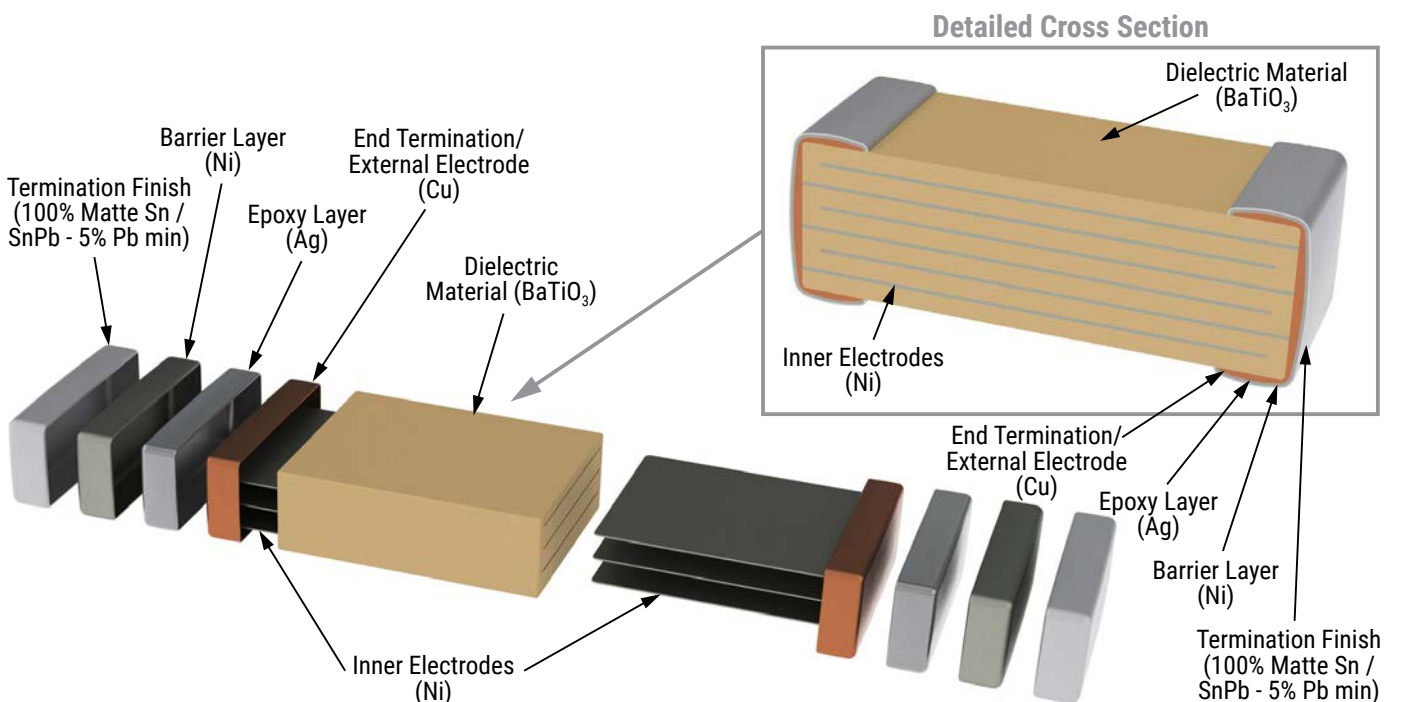 Detailed Cross Section
Dielectric Material
(BaTiO₃)
Inner Electrodes
(Ni)
End Termination/
External Electrode
(Cu)
Epoxy Layer
(Ag)
Barrier Layer
(Ni)
Termination Finish
(100% Matte Sn /
SnPb - 5% Pb min)
Termination Finish
(100% Matte Sn /
SnPb - 5% Pb min)
Barrier Layer
(Ni)
Epoxy Layer
(Ag)
End Termination/
External Electrode
(Cu)
Dielectric
Material (BaTiO₃)
Inner Electrodes
(Ni)